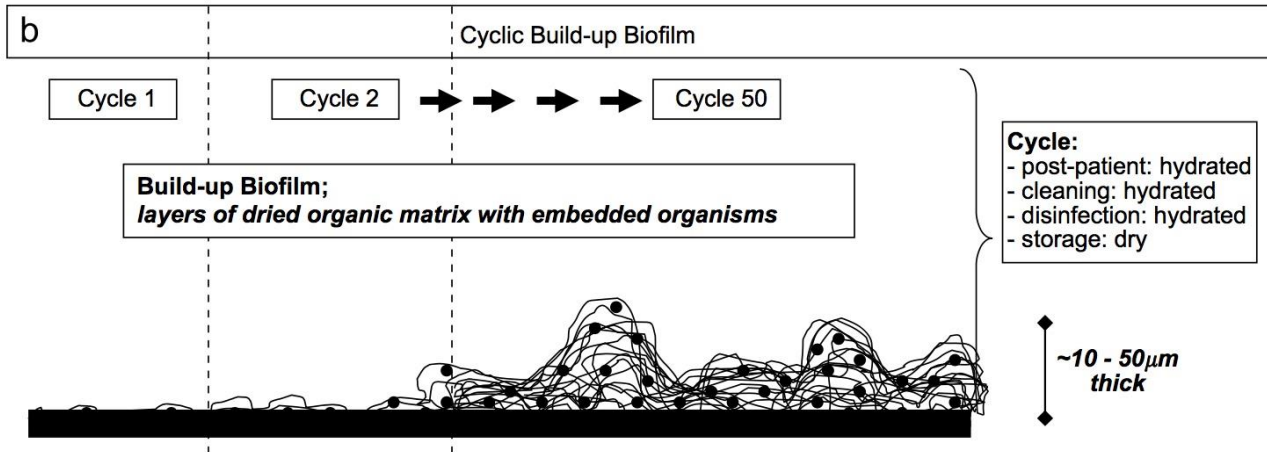 b
Cyclic Build-up Biofilm
Cycle 1
Cycle 2
Cycle 50
Build-up Biofilm;
layers of dried organic matrix with embedded organisms
Cycle:
- post-patient: hydrated
- cleaning: hydrated
- disinfection: hydrated
- storage: dry
~10 - 50μm
thick